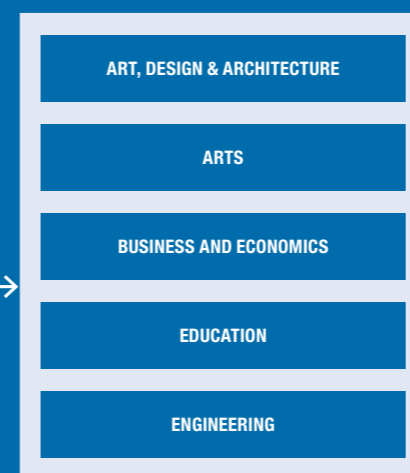 ART, DESIGN & ARCHITECTURE
ARTS
BUSINESS AND ECONOMICS
EDUCATION
ENGINEERING